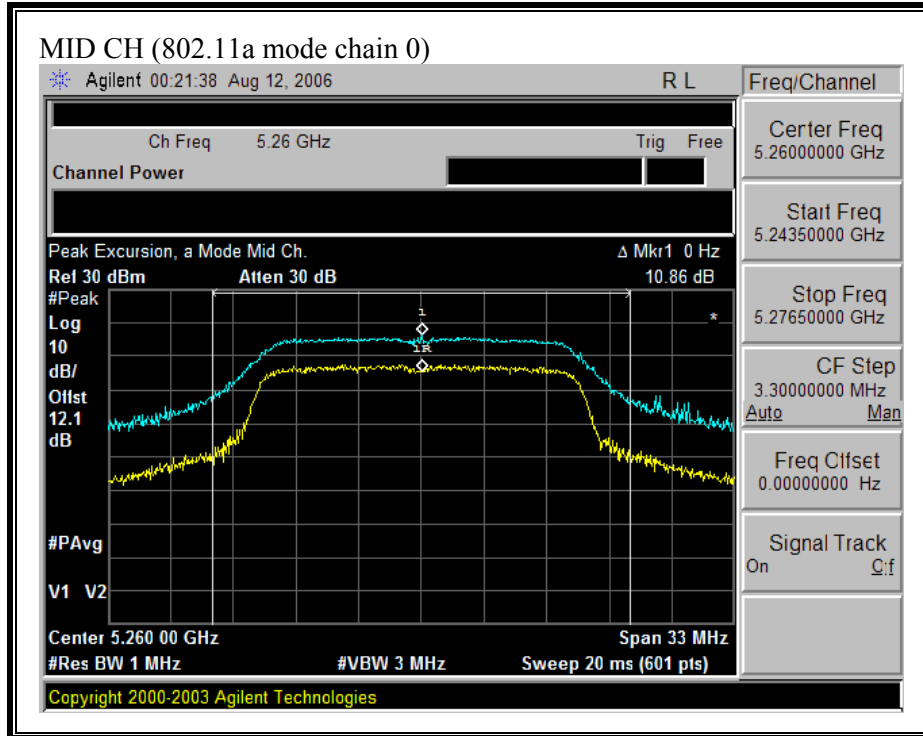 MID CH (802.11a mode chain 0)
Agilent 00:21:38 Aug 12, 2006 R L
Freq/Channel
Ch Freq 5.26 GHz Trig Free
Channel Power
Center Freq
5.26000000 GHz
Start Freq
5.24350000 GHz
Stop Freq
5.27650000 GHz
CF Step
3.30000000 MHz
Auto Man
Freq Offset
0.00000000 Hz
Signal Track
On Off
Peak Excursion, a Mode Mid Ch. Δ Mkr1 0 Hz
Ref 30 dBm Atten 30 dB 10.86 dB
#Peak
Log
10
dB/
Offst
12.1
dB
1
1R
*
#PAvg
V1 V2
Center 5.260 00 GHz Span 33 MHz
#Res BW 1 MHz #VBW 3 MHz Sweep 20 ms (601 pts)
Copyright 2000-2003 Agilent Technologies